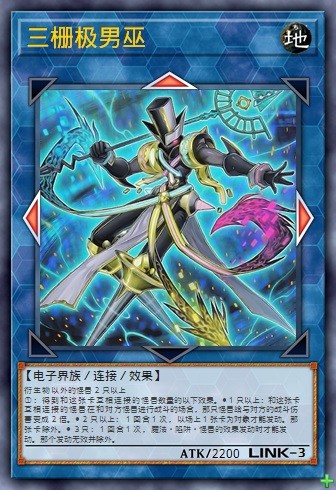 三栅极男巫
地
【电子界族／连接／效果】
衍生物以外的怪兽2只以上
①：得到和这张卡互相连接的怪兽数量的以下效果。●1只以上：和这张卡
互相连接的怪兽在和对方怪兽进行战斗的场合，那只怪兽给与对方的战斗伤
害变成2倍。●2只以上：1回合1次，以场上1张卡为对象才能发动。那
张卡除外。●3只：1回合1次，魔法·陷阱·怪兽的效果发动时才能发
动。那个发动无效并除外。
ATK/2200 LINK-3